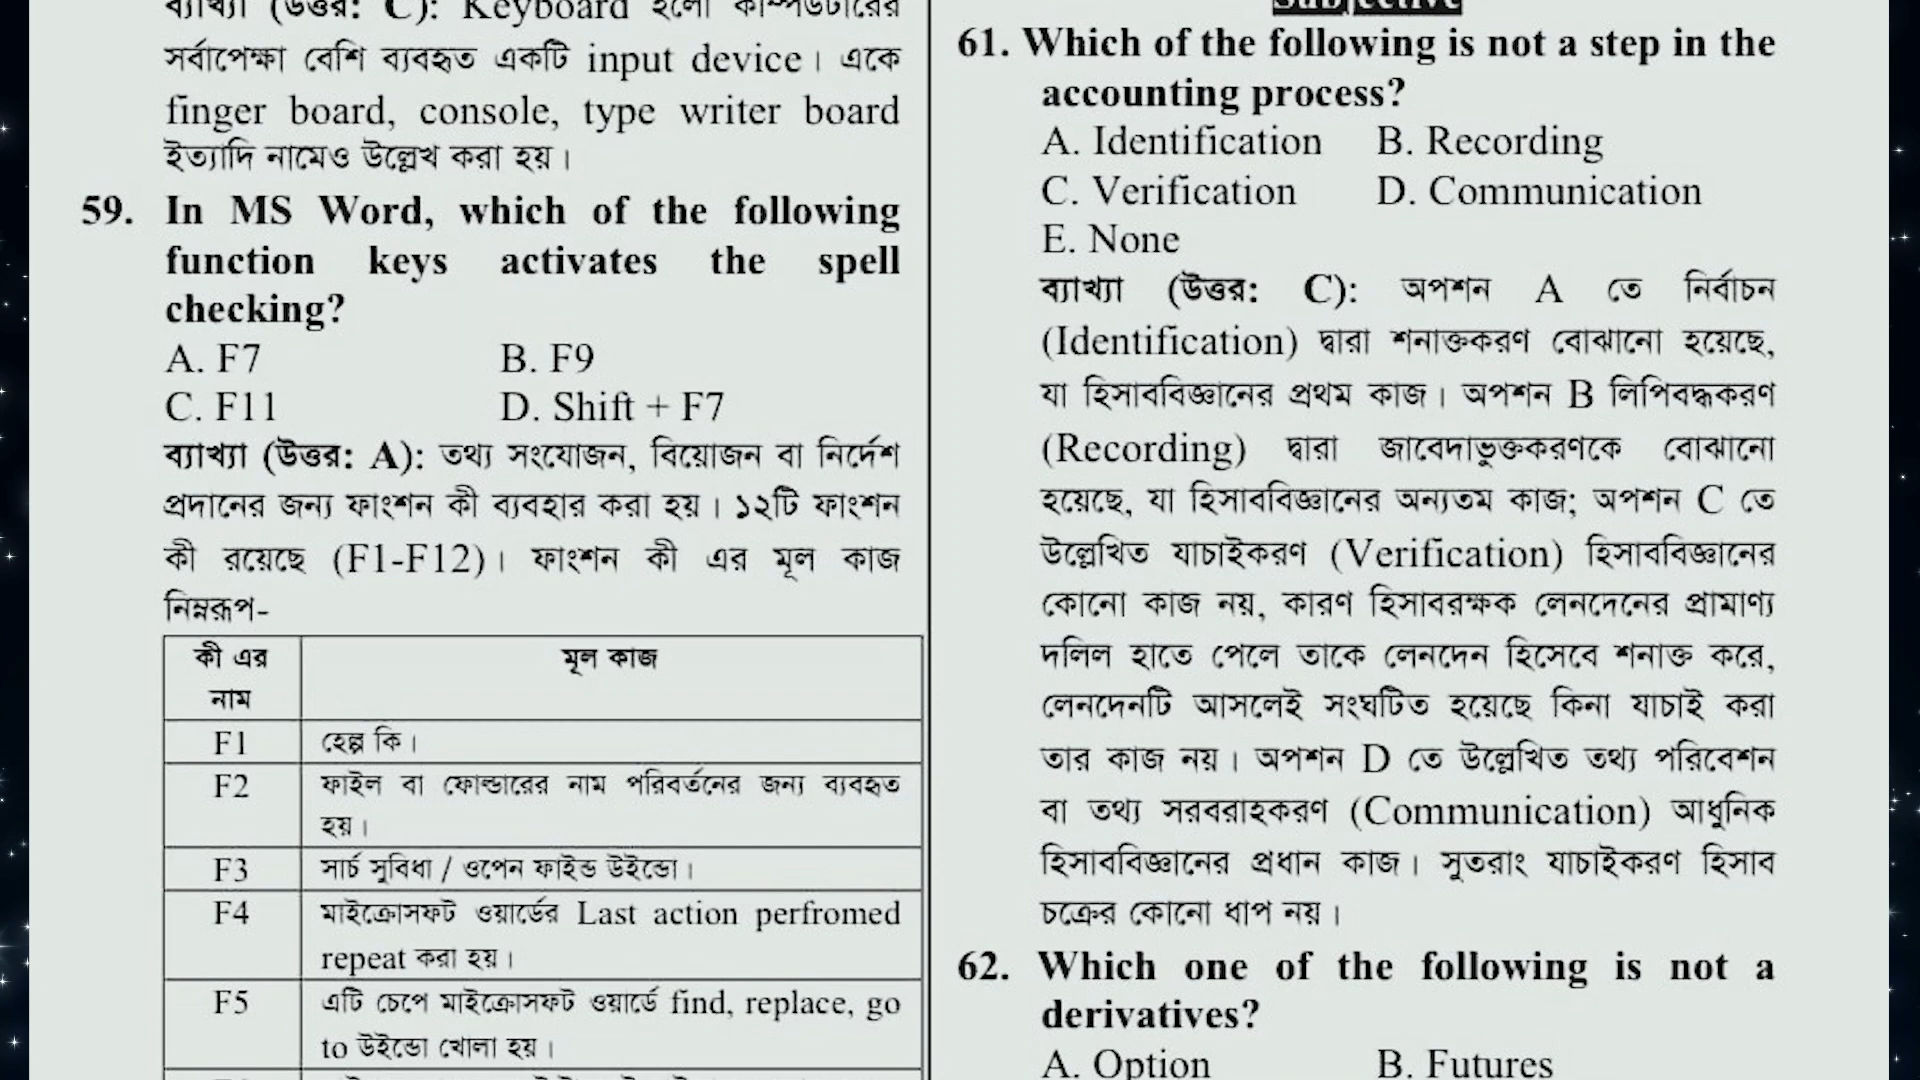 ব্যাখ্যা (উত্তর: C): Keyboard হলো কম্পিউটারের
সর্বাপেক্ষা বেশি ব্যবহৃত একটি input device। একে
finger board, console, type writer board
ইত্যাদি নামেও উল্লেখ করা হয়।
59. In MS Word, which of the following
function keys activates the spell
checking?
A. F7 B. F9
C. F11 D. Shift + F7
ব্যাখ্যা (উত্তর: A): তথ্য সংযোজন, বিয়োজন বা নির্দেশ
প্রদানের জন্য ফাংশন কী ব্যবহার করা হয়। ১২টি ফাংশন
কী রয়েছে (F1-F12)। ফাংশন কী এর মূল কাজ
নিম্নরূপ-
কী এর নাম মূল কাজ
F1 হেল্প কি।
F2 ফাইল বা ফোল্ডারের নাম পরিবর্তনের জন্য ব্যবহৃত
হয়।
F3 সার্চ সুবিধা / ওপেন ফাইন্ড উইন্ডো।
F4 মাইক্রোসফট ওয়ার্ডের Last action perfromed
repeat করা হয়।
F5 এটি চেপে মাইক্রোসফট ওয়ার্ডে find, replace, go
to উইন্ডো খোলা হয়।
Subjective
61. Which of the following is not a step in the
accounting process?
A. Identification B. Recording
C. Verification D. Communication
E. None
ব্যাখ্যা (উত্তর: C): অপশন A তে নির্বাচন
(Identification) দ্বারা শনাক্তকরণ বোঝানো হয়েছে,
যা হিসাববিজ্ঞানের প্রথম কাজ। অপশন B লিপিবদ্ধকরণ
(Recording) দ্বারা জাবেদাভুক্তকরণকে বোঝানো
হয়েছে, যা হিসাববিজ্ঞানের অন্যতম কাজ; অপশন C তে
উল্লেখিত যাচাইকরণ (Verification) হিসাববিজ্ঞানের
কোনো কাজ নয়, কারণ হিসাবরক্ষক লেনদেনের প্রামাণ্য
দলিল হাতে পেলে তাকে লেনদেন হিসেবে শনাক্ত করে,
লেনদেনটি আসলেই সংঘটিত হয়েছে কিনা যাচাই করা
তার কাজ নয়। অপশন D তে উল্লেখিত তথ্য পরিবেশন
বা তথ্য সরবরাহকরণ (Communication) আধুনিক
হিসাববিজ্ঞানের প্রধান কাজ। সুতরাং যাচাইকরণ হিসাব
চক্রের কোনো ধাপ নয়।
62. Which one of the following is not a
derivatives?
A. Option B. Futures